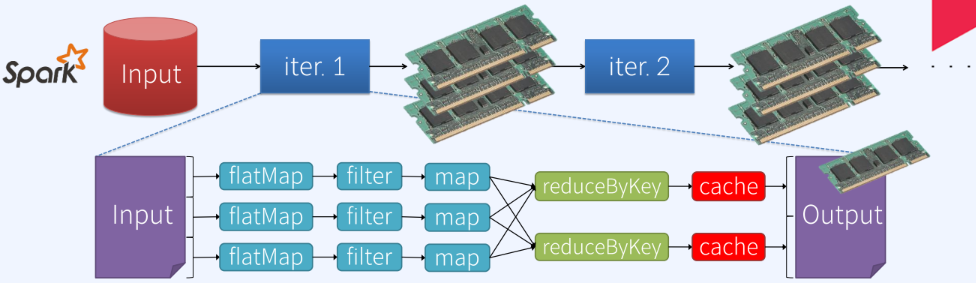 Spark
Input
iter. 1
iter. 2
. . . .
Input
flatMap
filter
map
flatMap
filter
map
flatMap
filter
map
reduceByKey
cache
reduceByKey
cache
Output